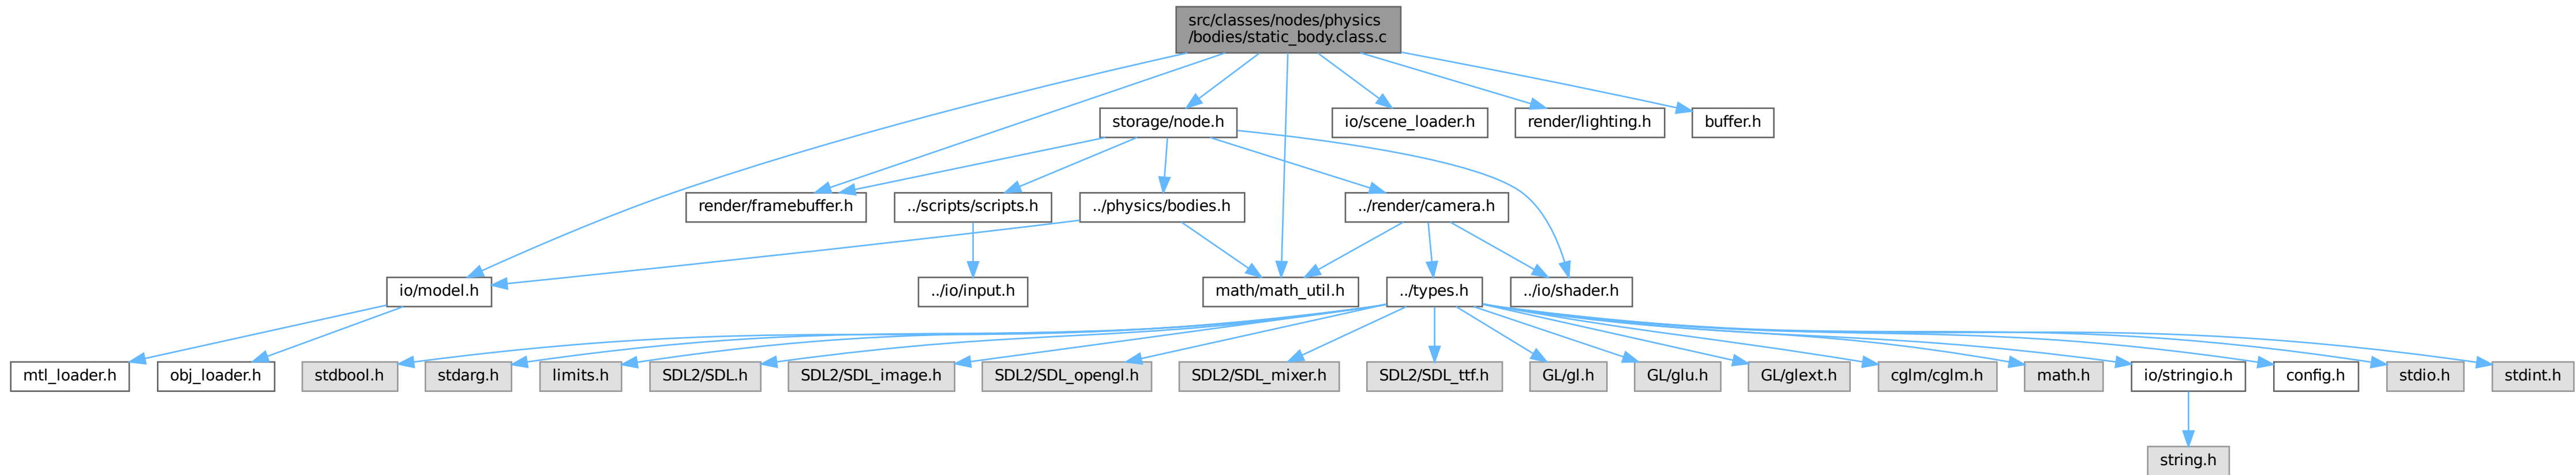 src/classes/nodes/physics
/bodies/static_body.class.c
storage/node.h
io/scene_loader.h
render/lighting.h
buffer.h
render/framebuffer.h
../scripts/scripts.h
../physics/bodies.h
../render/camera.h
io/model.h
../io/input.h
math/math_util.h
../types.h
../io/shader.h
mtl_loader.h
obj_loader.h
stdbool.h
stdarg.h
limits.h
SDL2/SDL.h
SDL2/SDL_image.h
SDL2/SDL_opengl.h
SDL2/SDL_mixer.h
SDL2/SDL_ttf.h
GL/gl.h
GL/glu.h
GL/glext.h
cglm/cglm.h
math.h
io/stringio.h
config.h
stdio.h
stdint.h
string.h